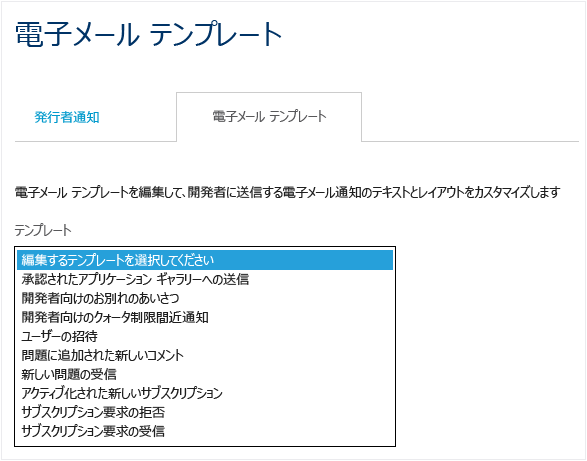 電子メール テンプレート
発行者通知
電子メール テンプレート
電子メール テンプレートを編集して、開発者に送信する電子メール通知のテキストとレイアウトをカスタマイズします
テンプレート
編集するテンプレートを選択してください
承認されたアプリケーション ギャラリーへの送信
開発者向けのお別れのあいさつ
開発者向けのクォータ制限間近通知
ユーザーの招待
問題に追加された新しいコメント
新しい問題の受信
アクティブ化された新しいサブスクリプション
サブスクリプション要求の拒否
サブスクリプション要求の受信